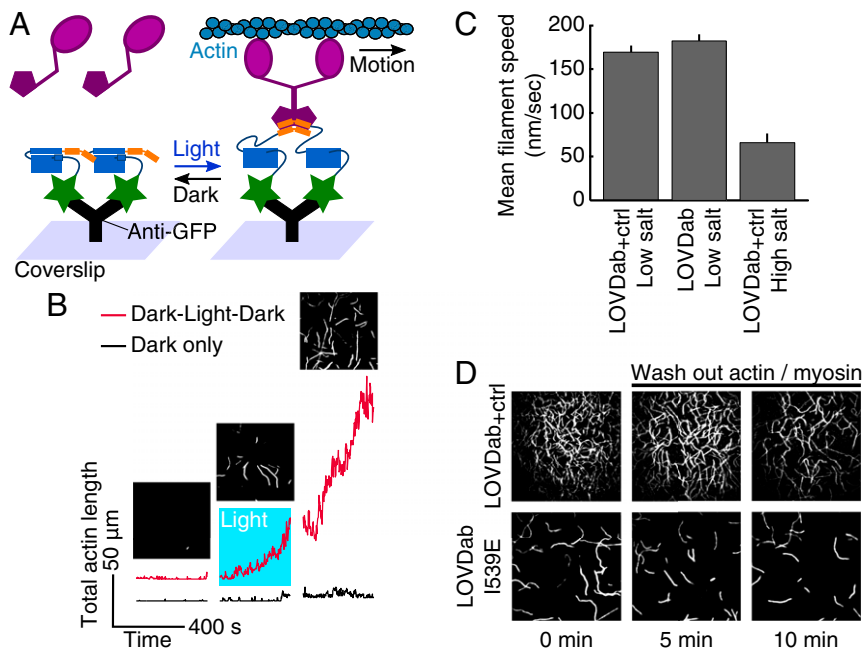 A
Actin
Motion
Light
Dark
Anti-GFP
Coverslip
B
Dark-Light-Dark
Dark only
Light
Total actin length
50 μm
Time
400 s
C
Mean filament speed
(nm/sec)
200
150
100
50
0
LOVDab+ctrl
Low salt
LOVDab
Low salt
LOVDab+ctrl
High salt
D
Wash out actin / myosin
LOVDab+ctrl
LOVDab
I539E
0 min
5 min
10 min